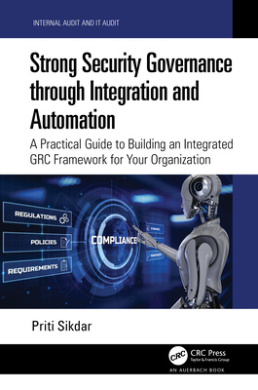 INTERNAL AUDIT AND IT AUDIT
Strong Security Governance
through Integration and
Automation
A Practical Guide to Building an Integrated
GRC Framework for Your Organization
REGULATIONS
POLICIES
REQUIREMENTS
COMPLIANCE
Priti Sikdar
CRC
CRC Press
Taylor & Francis Group
AN AUERBACH BOOK